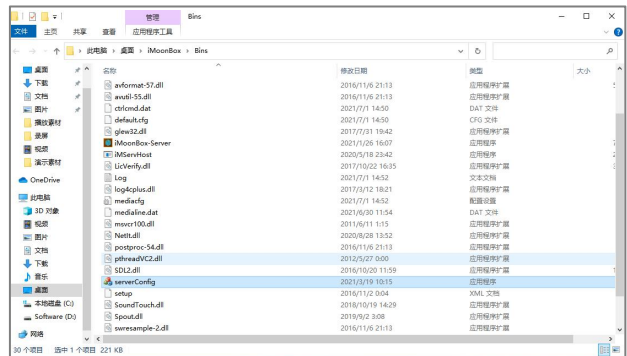 管理 Bins
文件 主页 共享 查看 应用程序工具
此电脑 > 桌面 > iMoonBox > Bins
名称 修改日期 类型 大小
桌面
下载
文档
图片
播放素材
录屏
视频
演示素材
OneDrive
此电脑
3D 对象
视频
图片
文档
下载
音乐
桌面
本地磁盘 (C:)
Software (D:)
网络
avformat-57.dll 2016/11/6 21:13 应用程序扩展
avutil-55.dll 2016/11/6 21:13 应用程序扩展
ctrlcmd.dat 2021/7/1 14:50 DAT 文件
default.cfg 2021/7/1 14:50 CFG 文件
glew32.dll 2017/7/31 19:42 应用程序扩展
iMoonBox-Server 2021/1/26 16:07 应用程序
iMServHost 2020/5/18 23:42 应用程序
LicVerify.dll 2017/10/22 16:35 应用程序扩展
Log 2021/7/1 14:52 文本文档
log4cplus.dll 2017/3/12 18:21 应用程序扩展
mediacfg 2021/7/1 14:52 配置设置
medialine.dat 2021/6/30 11:54 DAT 文件
msvcr100.dll 2011/6/11 1:15 应用程序扩展
NetIt.dll 2020/8/28 13:52 应用程序扩展
postproc-54.dll 2016/11/6 21:13 应用程序扩展
pthreadVC2.dll 2012/5/27 0:00 应用程序扩展
SDL2.dll 2016/10/20 11:59 应用程序扩展
serverConfig 2021/3/19 10:15 应用程序
setup 2016/11/2 0:04 XML 文档
SoundTouch.dll 2018/10/19 14:29 应用程序扩展
Spout.dll 2019/9/2 3:08 应用程序扩展
swresample-2.dll 2016/11/6 21:13 应用程序扩展
30 个项目 选中 1 个项目 221 KB